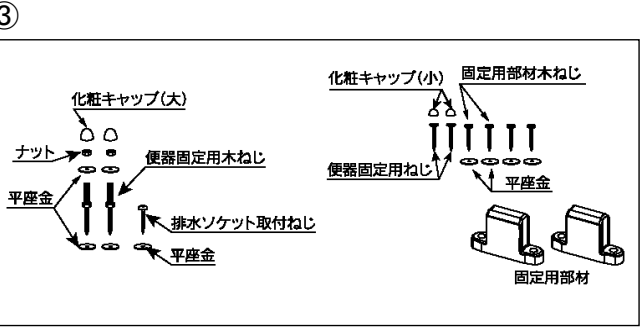 ③
化粧キャップ(大)
ナット
便器固定用木ねじ
平座金
排水ソケット取付ねじ
平座金
化粧キャップ(小)
固定用部材木ねじ
便器固定用ねじ
平座金
固定用部材